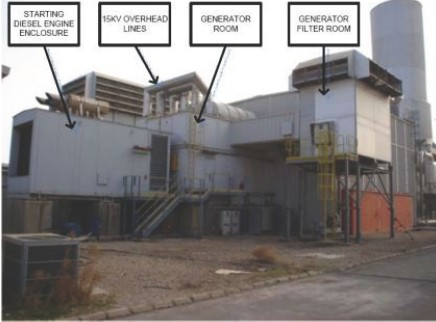 STARTING
DIESEL ENGINE
ENCLOSURE
15KV OVERHEAD
LINES
GENERATOR
ROOM
GENERATOR
FILTER ROOM